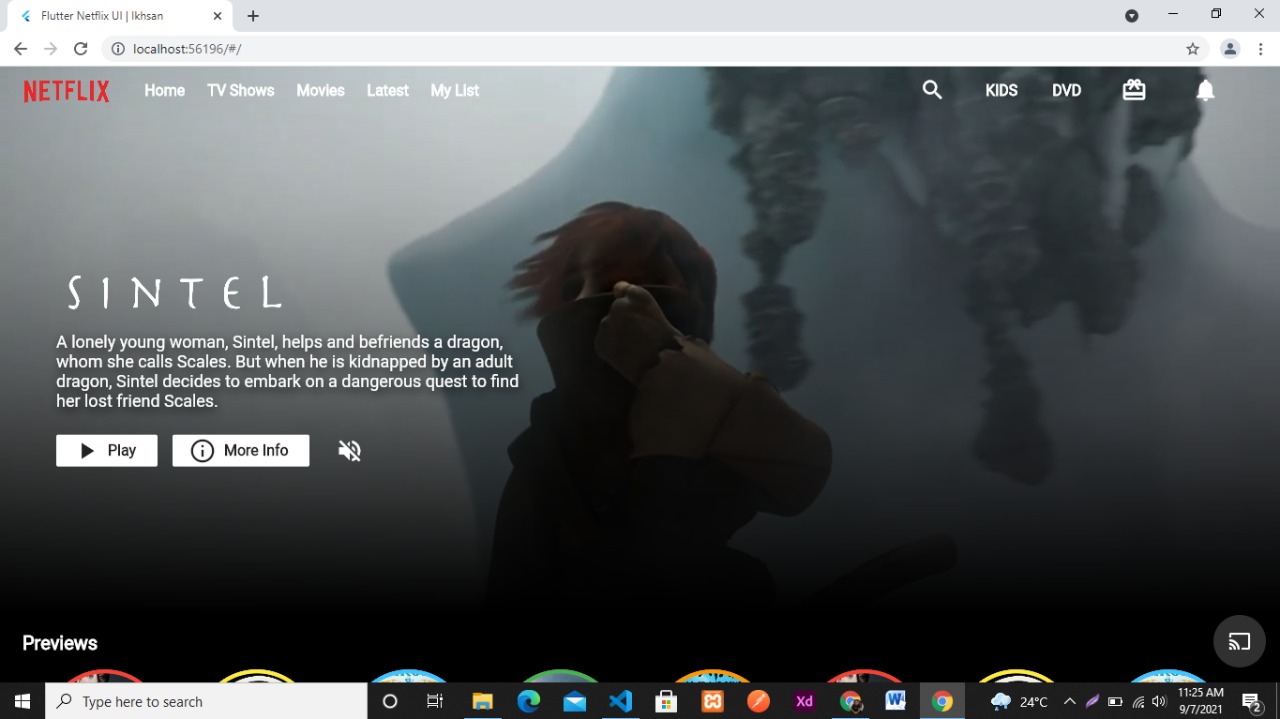 Flutter Netflix UI | Ikhsan
localhost:56196/#/
NETFLIX Home TV Shows Movies Latest My List KIDS DVD
SINTEL
A lonely young woman, Sintel, helps and befriends a dragon,
whom she calls Scales. But when he is kidnapped by an adult
dragon, Sintel decides to embark on a dangerous quest to find
her lost friend Scales.
Play More Info
Previews
Type here to search
Xd
W
24°C
11:25 AM
9/7/2021
2